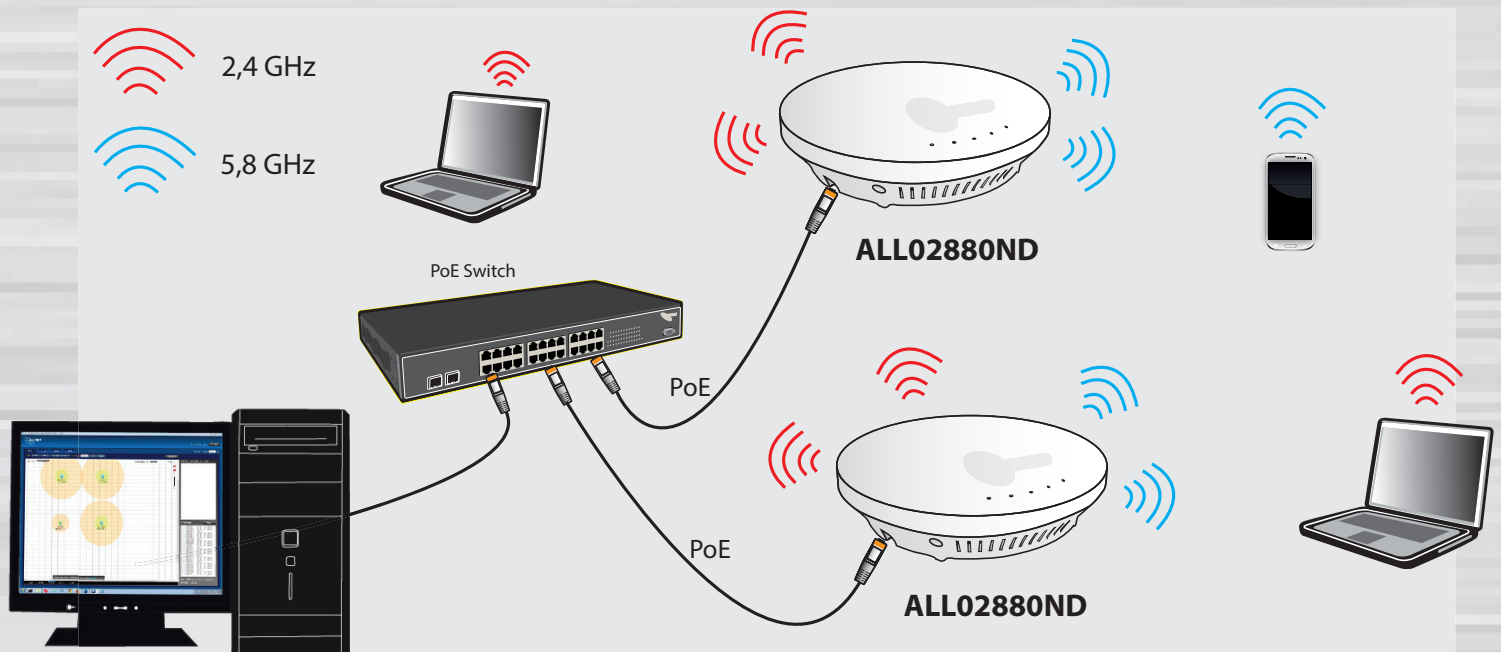 2,4 GHz
5,8 GHz
ALL02880ND
PoE Switch
PoE
PoE
ALL02880ND